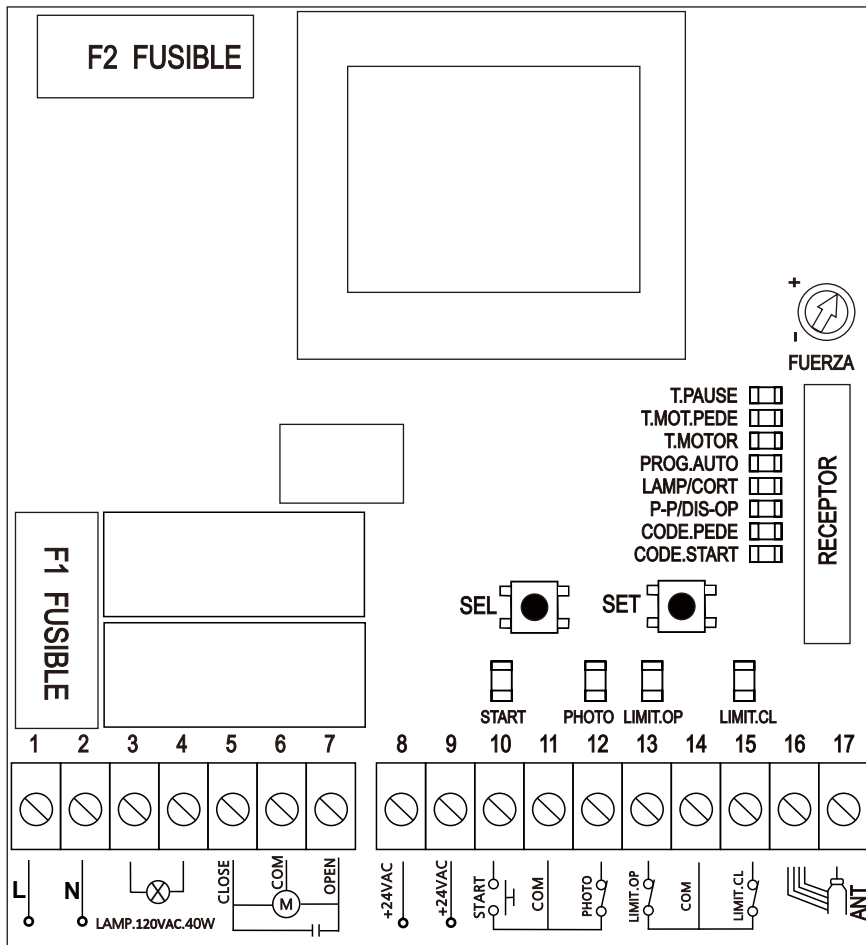 F2 FUSIBLE
+
-
FUERZA
T.PAUSE
T.MOT.PEDE
T.MOTOR
PROG.AUTO
LAMP/CORT
P-P/DIS-OP
CODE.PEDE
CODE.START
RECEPTOR
F1 FUSIBLE
SEL
SET
START
PHOTO
LIMIT.OP
LIMIT.CL
1 2 3 4 5 6 7 8 9 10 11 12 13 14 15 16 17
L
N
LAMP.120VAC.40W
CLOSE
COM
OPEN
M
+24VAC
+24VAC
START
COM
PHOTO
LIMIT.OP
COM
LIMIT.CL
ANT